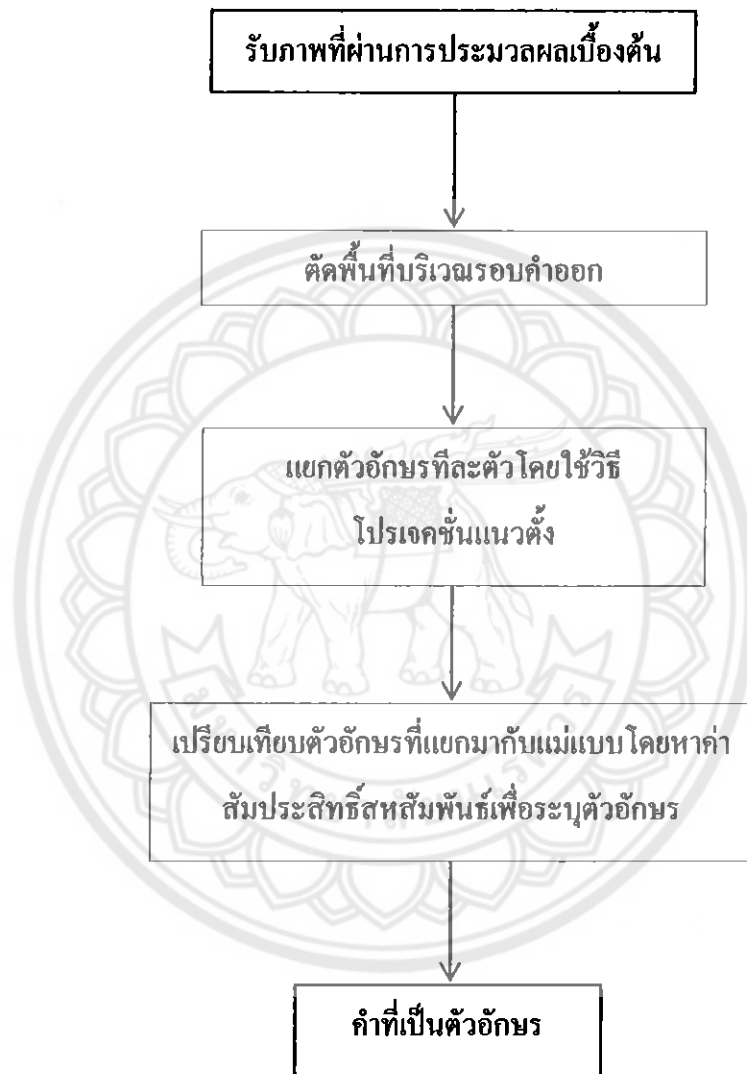 รับภาพที่ผ่านการประมวลผลเบื้องต้น
ตัดพื้นที่บริเวณรอบคำออก
แยกตัวอักษรทีละตัวโดยใช้วิธี
โปรเจคชั่นแนวตั้ง
เปรียบเทียบตัวอักษรที่แยกมากับแม่แบบโดยหาค่า
สัมประสิทธิ์สหสัมพันธ์เพื่อระบุตัวอักษร
คำที่เป็นตัวอักษร